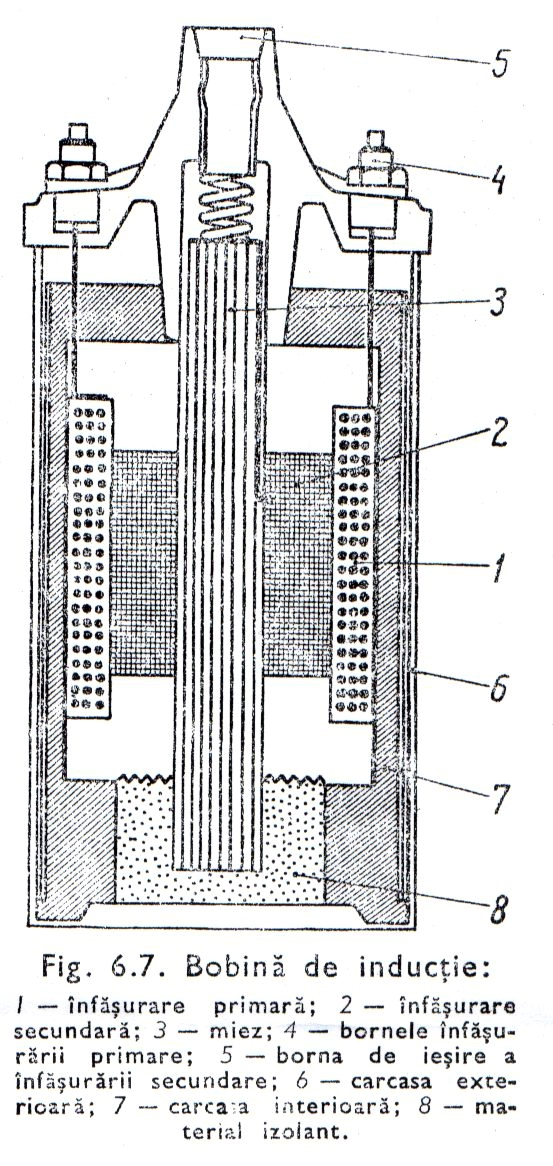 5
4
3
2
1
6
7
8
Fig. 6.7. Bobină de inducție:
1 — înfășurare primară; 2 — înfășurare
secundară; 3 — miez; 4 — bornele înfășu-
rării primare; 5 — borna de ieșire a
înfășurării secundare; 6 — carcasa exte-
rioară; 7 — carcasa interioară; 8 — ma-
terial izolant.